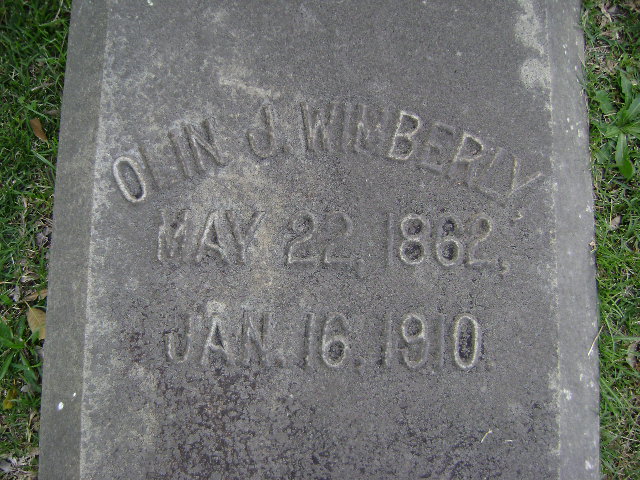 OLIN J. WIMBERLY
MAY 22, 1862,
JAN. 16, 1910.